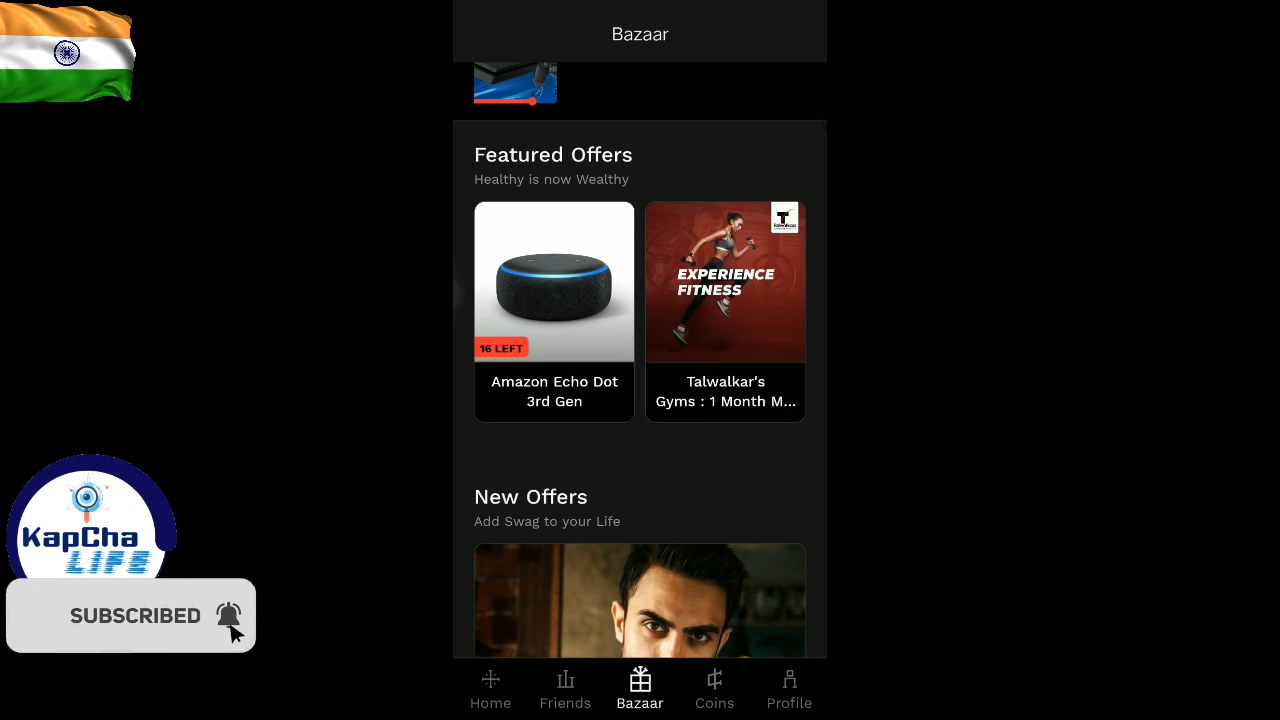 Bazaar
Featured Offers
Healthy is now Wealthy
T
EXPERIENCE
FITNESS
16 LEFT
Amazon Echo Dot
3rd Gen
Talwalkar's
Gyms : 1 Month M...
New Offers
Add Swag to your Life
Home
Friends
Bazaar
Coins
Profile
KapCha
LIFE
SUBSCRIBED